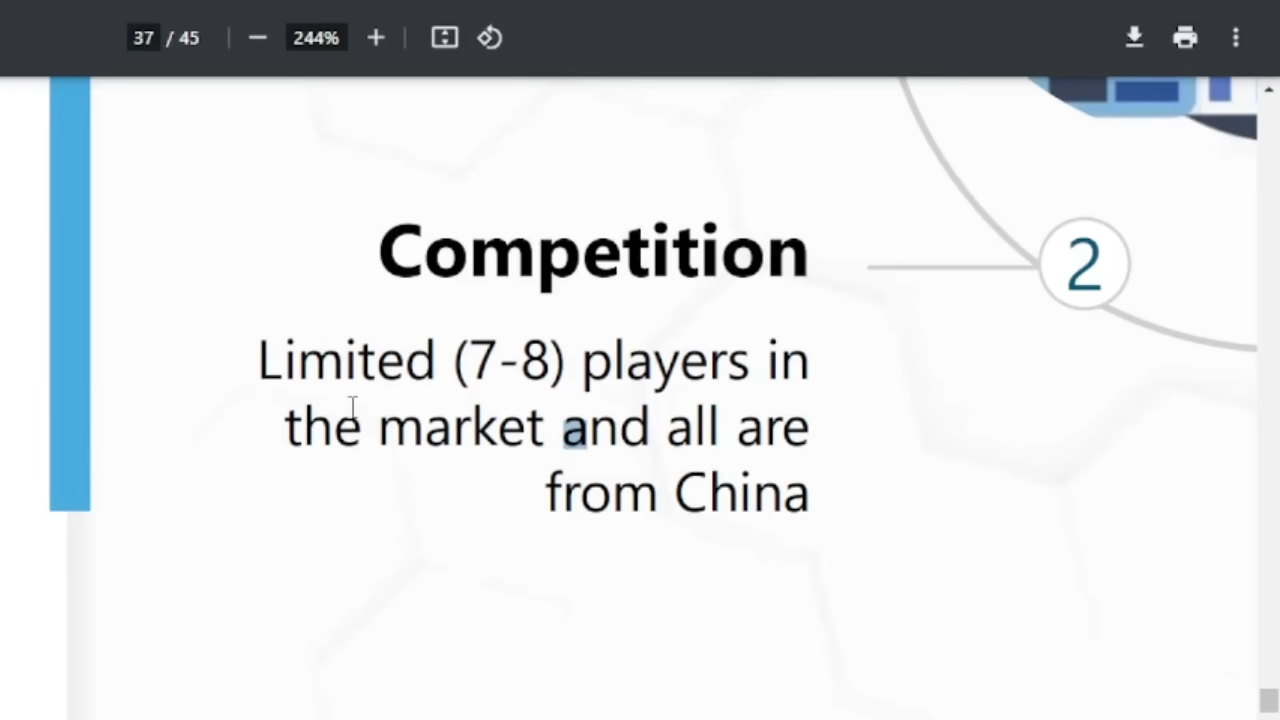 37 / 45
244%
Competition
2
Limited (7-8) players in
the market and all are
from China